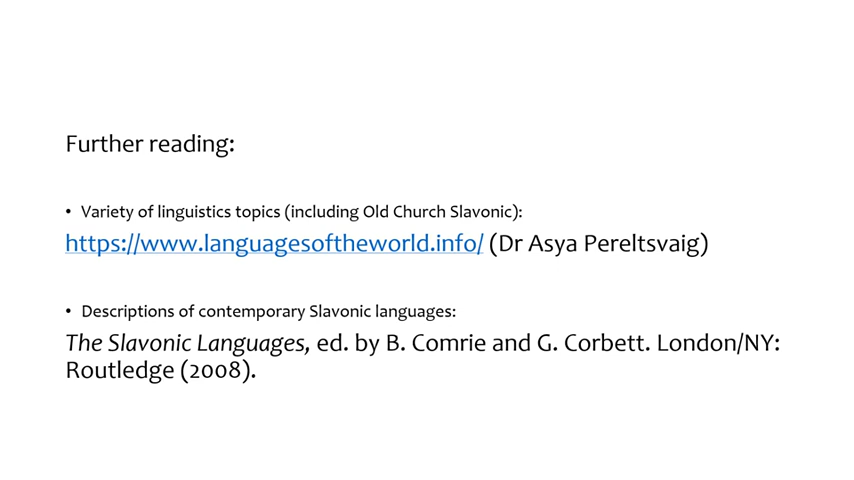 Further reading:
• Variety of linguistics topics (including Old Church Slavonic):
https://www.languagesoftheworld.info/ (Dr Asya Pereltsvaig)
• Descriptions of contemporary Slavonic languages:
The Slavonic Languages, ed. by B. Comrie and G. Corbett. London/NY:
Routledge (2008).